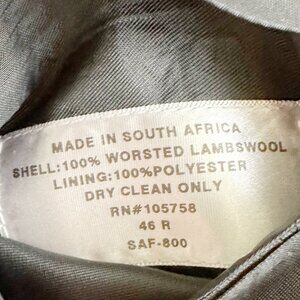 MADE IN SOUTH AFRICA
SHELL:100% WORSTED LAMBSWOOL
LINING:100%POLYESTER
DRY CLEAN ONLY
RN#105758
46 R
SAF-800